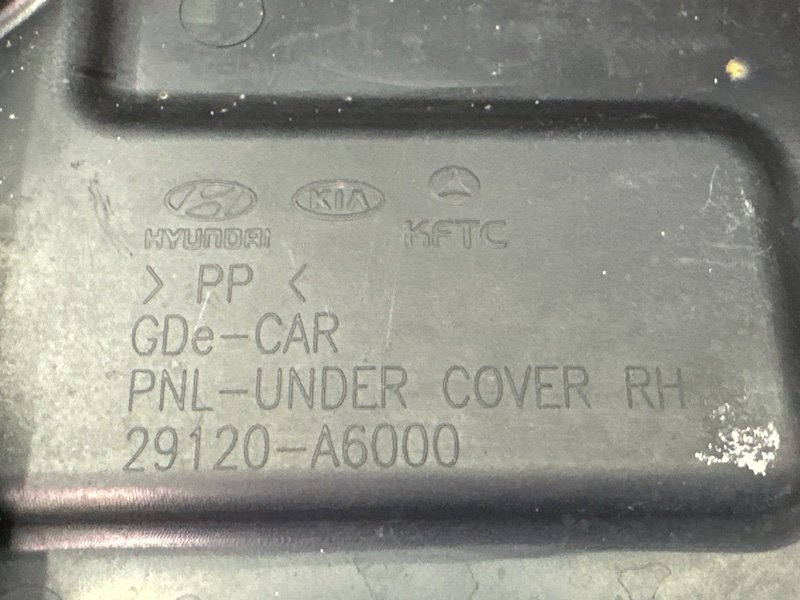 HYUNDAI KIA KFTC
> PP <
GDe-CAR
PNL-UNDER COVER RH
29120-A6000